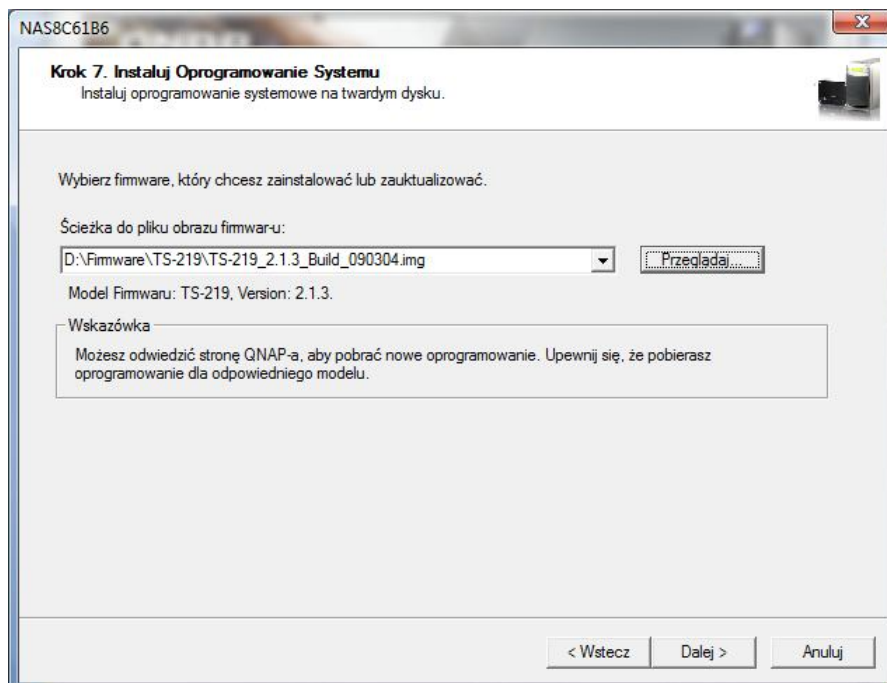 NAS8C61B6
Krok 7. Instaluj Oprogramowanie Systemu
Instaluj oprogramowanie systemowe na twardym dysku.
Wybierz firmware, który chcesz zainstalować lub zauktualizować.
Ścieżka do pliku obrazu firmwar-u:
D:\Firmware\TS-219\TS-219_2.1.3_Build_090304.img
Przeglądaj...
Model Firmwaru: TS-219, Version: 2.1.3.
Wskazówka
Możesz odwiedzić stronę QNAP-a, aby pobrać nowe oprogramowanie. Upewnij się, że pobierasz
oprogramowanie dla odpowiedniego modelu.
< Wstecz
Dalej >
Anuluj